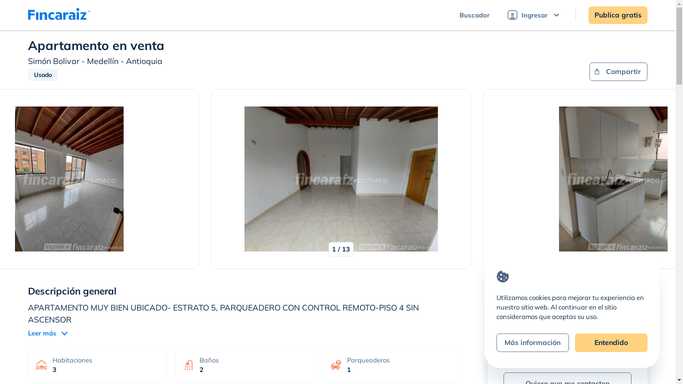 Fincaraiz
Buscador
Ingresar
Publica gratis
Apartamento en venta
Simón Bolivar - Medellín - Antioquia
Usado
Compartir
fincaraiz
fincaraiz
fincaraiz
fincaraiz
fincaraiz
fincaraiz
1 / 13
Descripción general
APARTAMENTO MUY BIEN UBICADO- ESTRATO 5, PARQUEADERO CON CONTROL REMOTO-PISO 4 SIN
ASCENSOR
Leer más
Habitaciones
3
Baños
2
Parqueaderos
1
Utilizamos cookies para mejorar tu experiencia en
nuestro sitio web. Al continuar en el sitio
consideramos que aceptas su uso.
Más información
Entendido
Quiero que me contacten